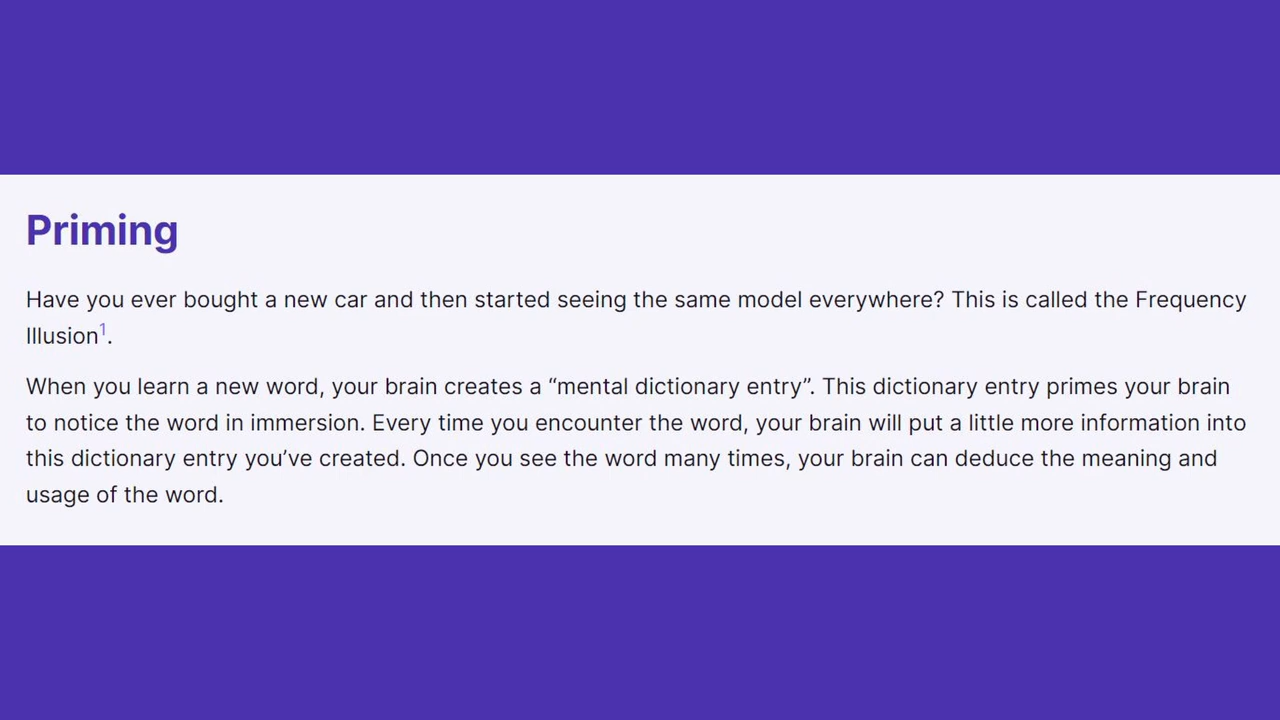 Priming
Have you ever bought a new car and then started seeing the same model everywhere? This is called the Frequency
Illusion¹.
When you learn a new word, your brain creates a “mental dictionary entry”. This dictionary entry primes your brain
to notice the word in immersion. Every time you encounter the word, your brain will put a little more information into
this dictionary entry you’ve created. Once you see the word many times, your brain can deduce the meaning and
usage of the word.